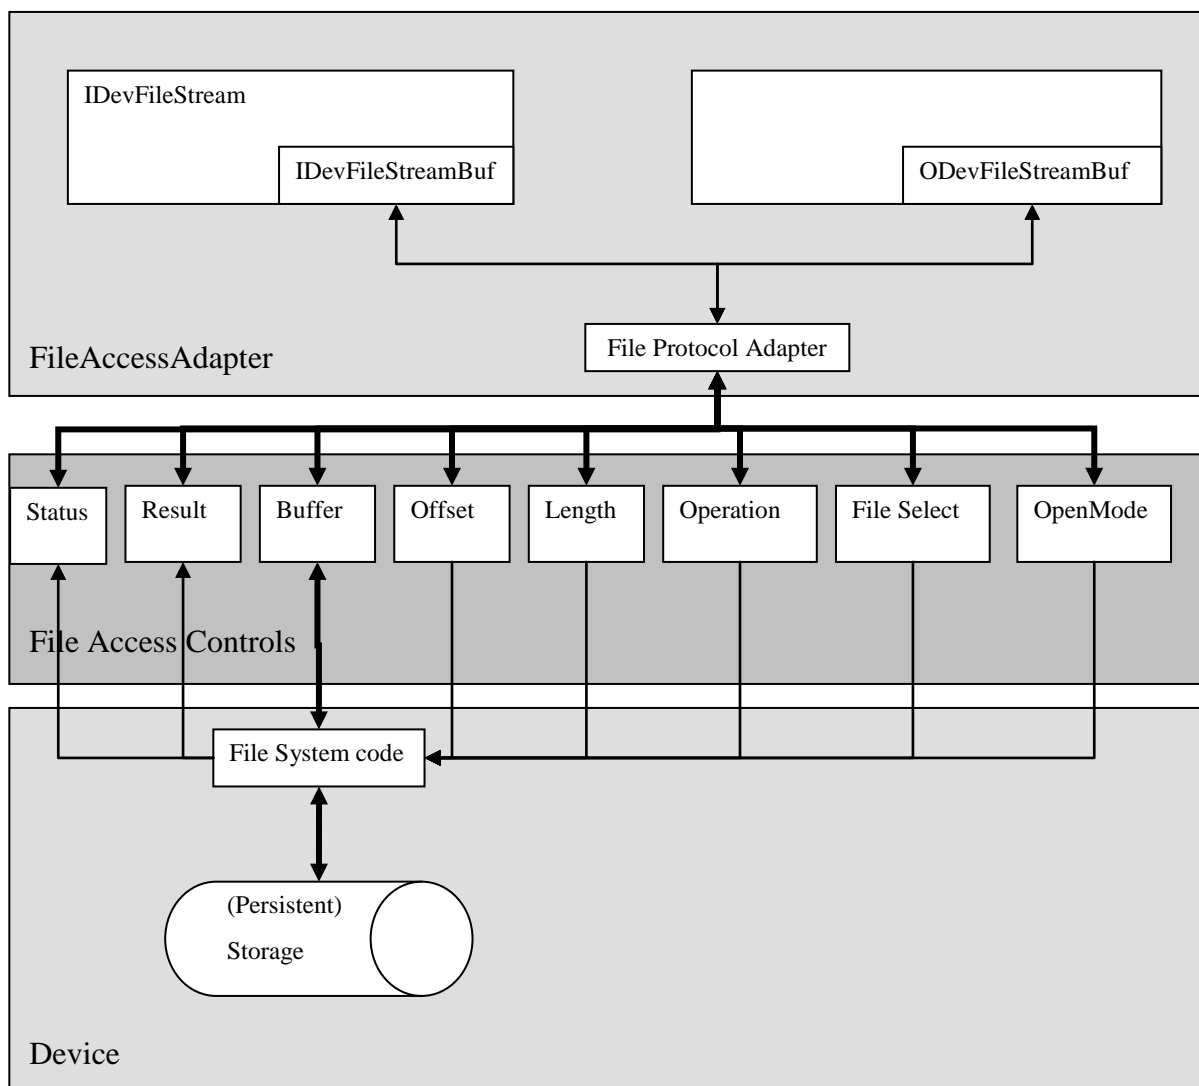 IDevFileStream
IDevFileStreamBuf
ODevFileStreamBuf
File Protocol Adapter
FileAccessAdapter
Status
Result
Buffer
Offset
Length
Operation
File Select
OpenMode
File Access Controls
File System code
(Persistent)
Storage
Device